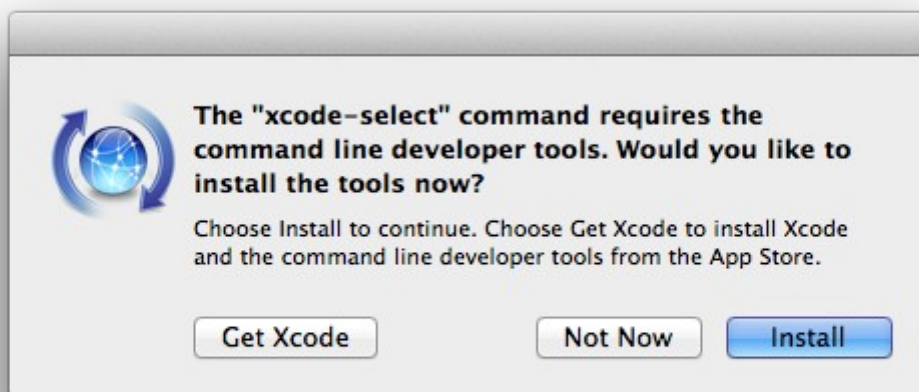 The "xcode-select" command requires the
command line developer tools. Would you like to
install the tools now?
Choose Install to continue. Choose Get Xcode to install Xcode
and the command line developer tools from the App Store.
Get Xcode Not Now Install